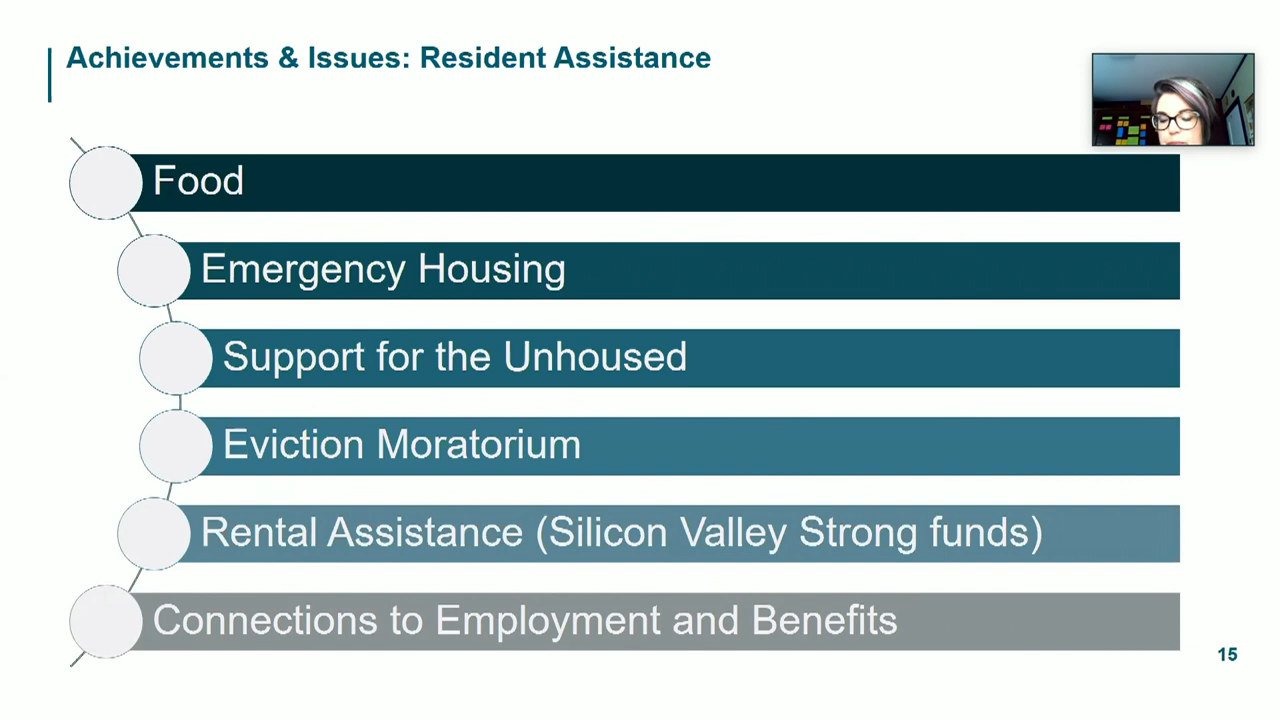 Achievements & Issues: Resident Assistance
Food
Emergency Housing
Support for the Unhoused
Eviction Moratorium
Rental Assistance (Silicon Valley Strong funds)
Connections to Employment and Benefits
15